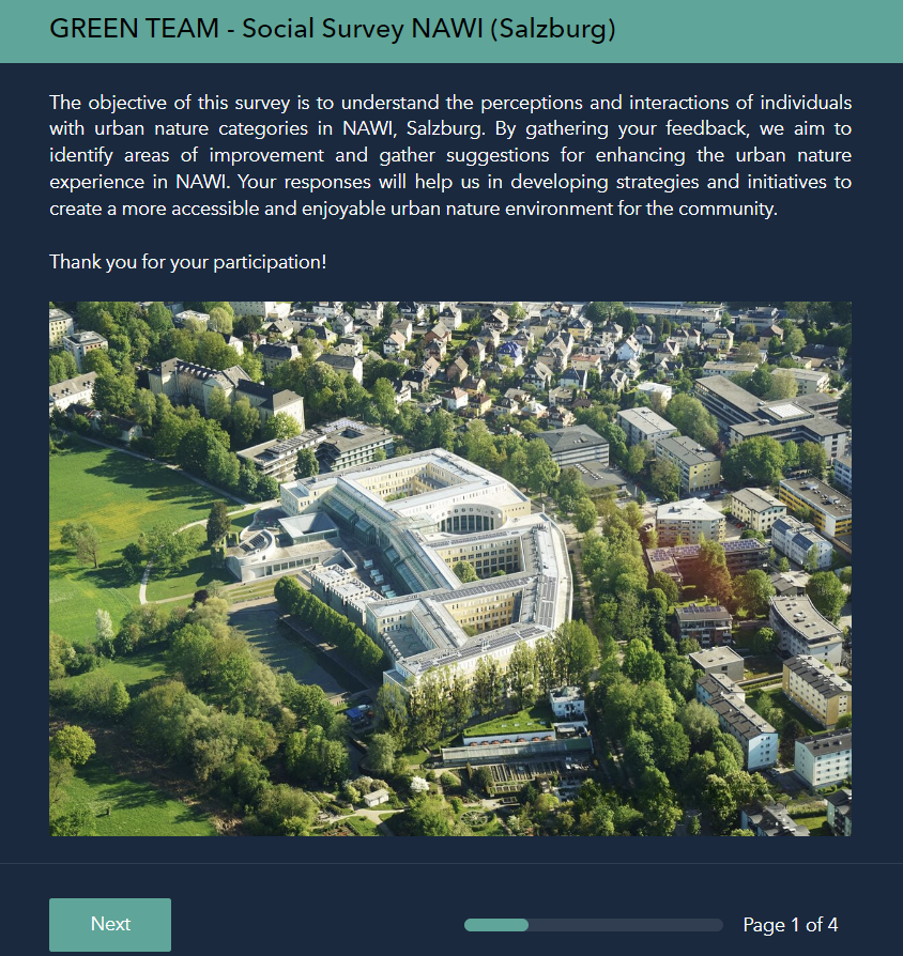 GREEN TEAM - Social Survey NAWI (Salzburg)
The objective of this survey is to understand the perceptions and interactions of individuals
with urban nature categories in NAWI, Salzburg. By gathering your feedback, we aim to
identify areas of improvement and gather suggestions for enhancing the urban nature
experience in NAWI. Your responses will help us in developing strategies and initiatives to
create a more accessible and enjoyable urban nature environment for the community.
Thank you for your participation!
Next
Page 1 of 4